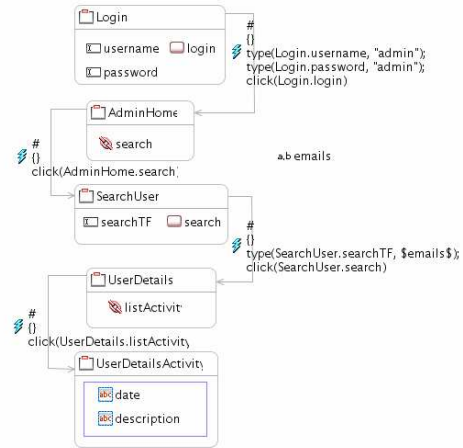 Login
username login
password
#
{}
type(Login.username, "admin");
type(Login.password, "admin");
click(Login.login)
AdminHome
search
#
{}
click(AdminHome.search)
a,b emails
SearchUser
searchTF search
#
{}
type(SearchUser.searchTF, $emails$);
click(SearchUser.search)
UserDetails
listActivit
#
{}
click(UserDetails.listActivity
UserDetailsActivity
abc date
abc description